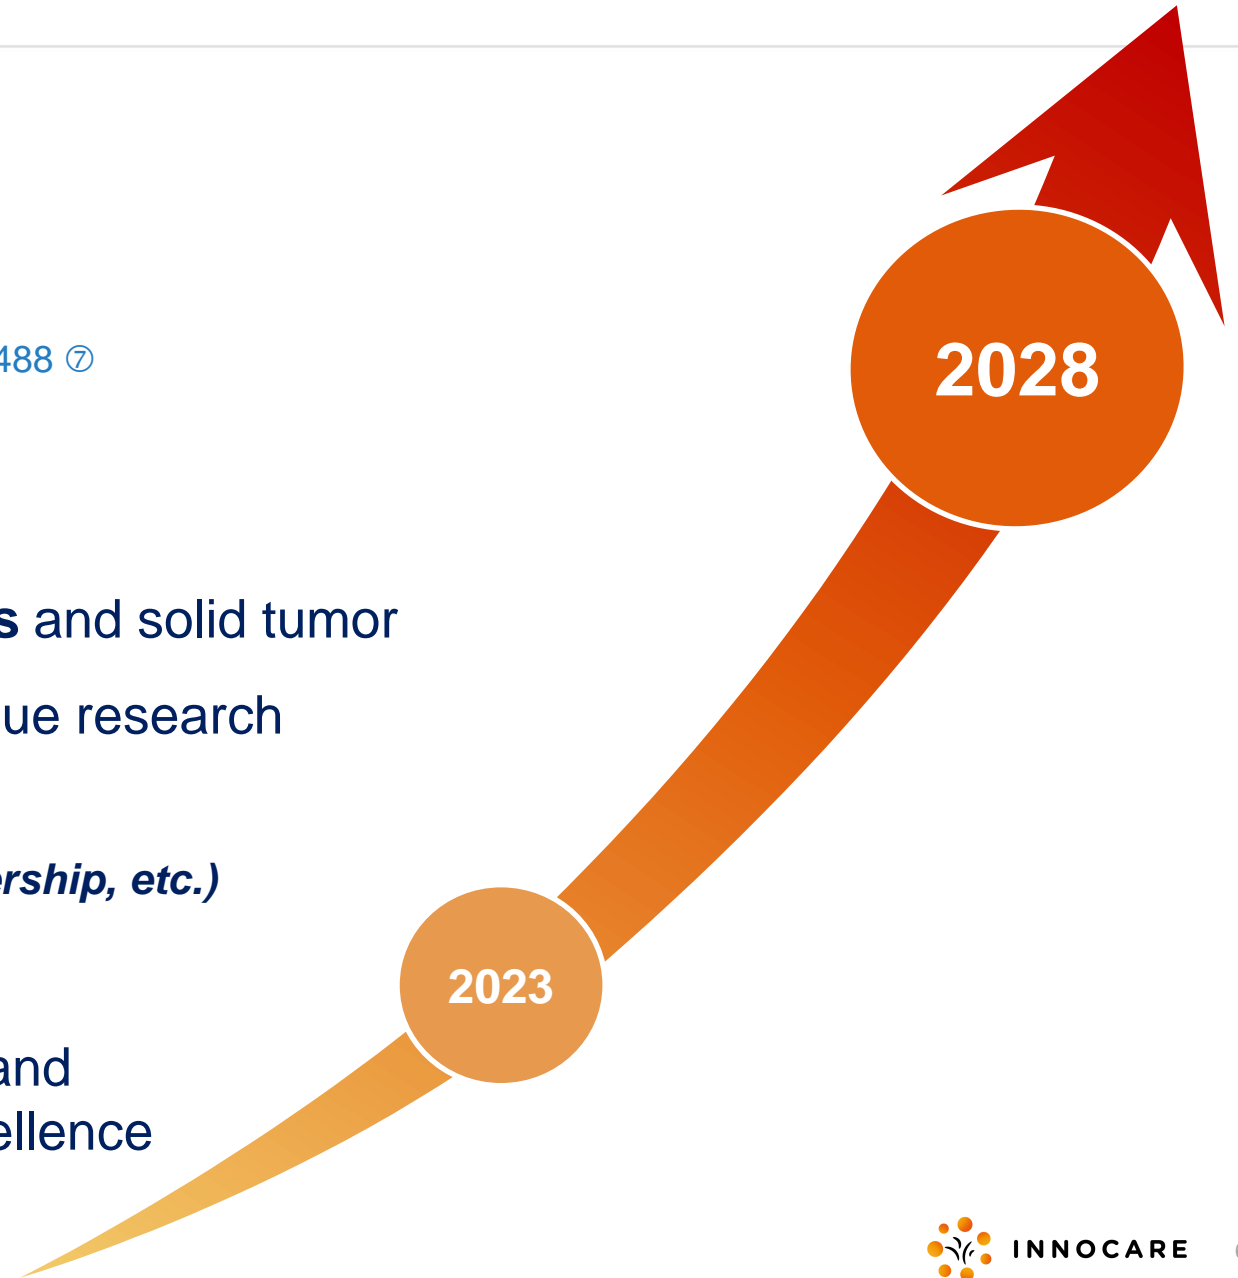 2028
488 ⑦
s and solid tumor
ue research
ership, etc.)
2023
and
ellence
INNOCARE